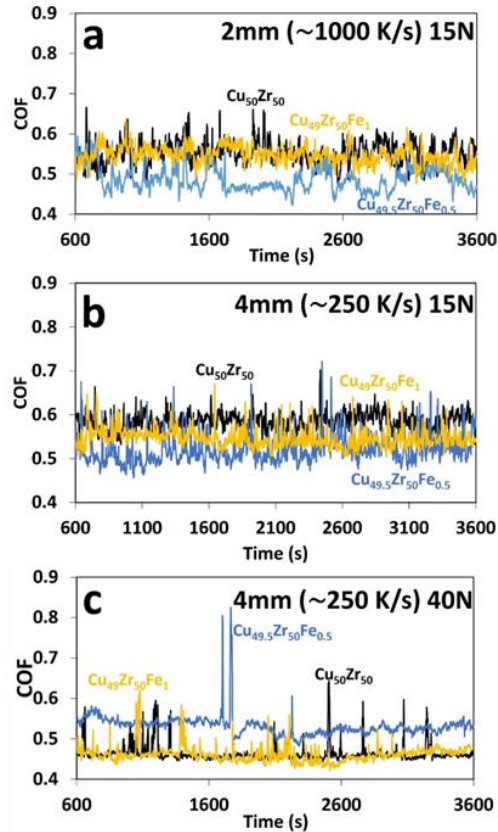 a
2mm (~1000 K/s) 15N
0.9
0.8
0.7
0.6
0.5
0.4
COF
Cu₅₀Zr₅₀
Cu₄₉Zr₅₀Fe₁
Cu₄₉.₅Zr₅₀Fe₀.₅
600 1600 2600 3600
Time (s)
b
4mm (~250 K/s) 15N
0.9
0.8
0.7
0.6
0.5
0.4
COF
Cu₅₀Zr₅₀
Cu₄₉Zr₅₀Fe₁
Cu₄₉.₅Zr₅₀Fe₀.₅
600 1100 1600 2100 2600 3100 3600
Time (s)
c
4mm (~250 K/s) 40N
0.9
0.8
0.7
0.6
0.5
0.4
COF
Cu₄₉.₅Zr₅₀Fe₀.₅
Cu₄₉Zr₅₀Fe₁
Cu₅₀Zr₅₀
600 1600 2600 3600
Time (s)